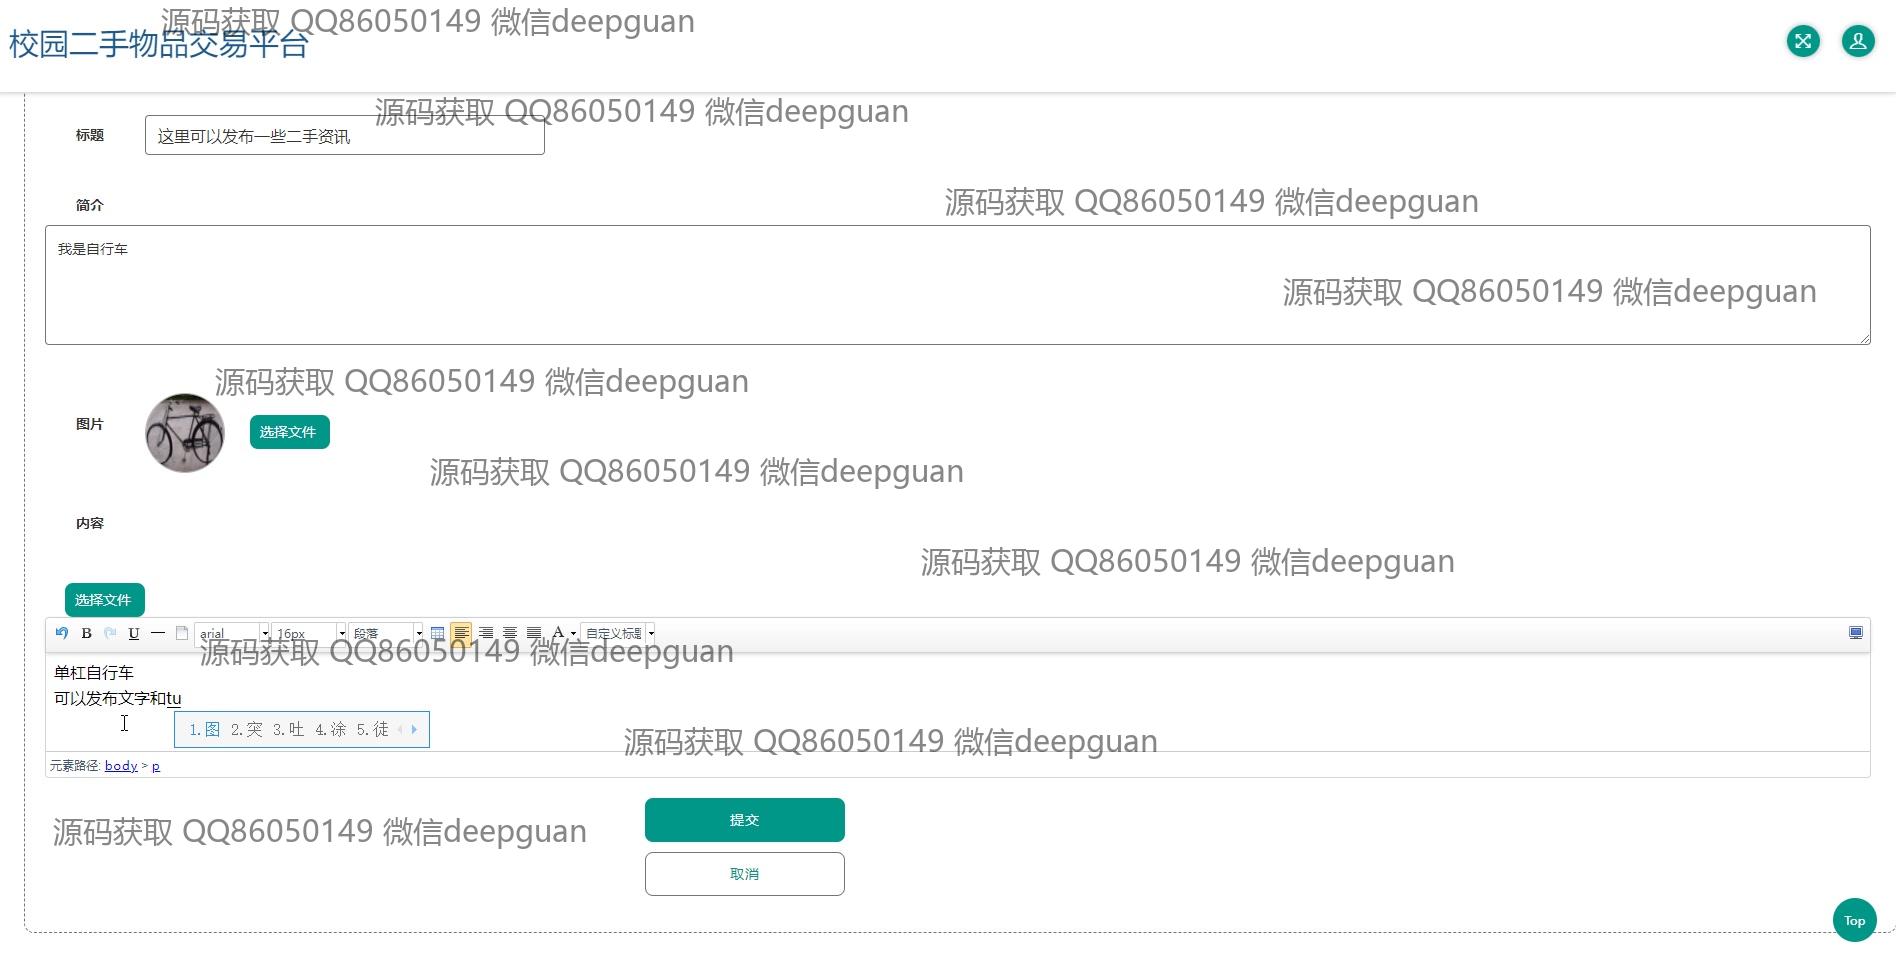 源码获取 QQ86050149 微信deepguan
校园二手物品交易平台
源码获取 QQ86050149 微信deepguan
标题
这里可以发布一些二手资讯
源码获取 QQ86050149 微信deepguan
简介
我是自行车
源码获取 QQ86050149 微信deepguan
源码获取 QQ86050149 微信deepguan
图片
选择文件
源码获取 QQ86050149 微信deepguan
内容
源码获取 QQ86050149 微信deepguan
选择文件
B U arial 16px 段落 A 自定义标题
源码获取 QQ86050149 微信deepguan
单杠自行车
可以发布文字和tu
1.图 2.突 3.吐 4.涂 5.徒
源码获取 QQ86050149 微信deepguan
元素路径: body > p
提交
源码获取 QQ86050149 微信deepguan
取消
Top